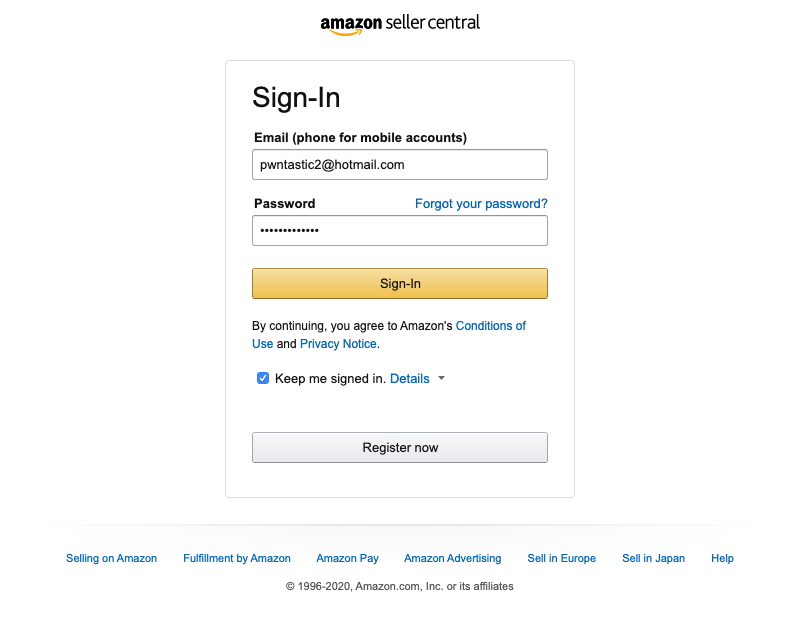 amazon seller central
Sign-In
Email (phone for mobile accounts)
pwntastic2@hotmail.com
Password Forgot your password?
•••••••••••••
Sign-In
By continuing, you agree to Amazon's Conditions of
Use and Privacy Notice.
Keep me signed in. Details
Register now
Selling on Amazon Fulfillment by Amazon Amazon Pay Amazon Advertising Sell in Europe Sell in Japan Help
© 1996-2020, Amazon.com, Inc. or its affiliates